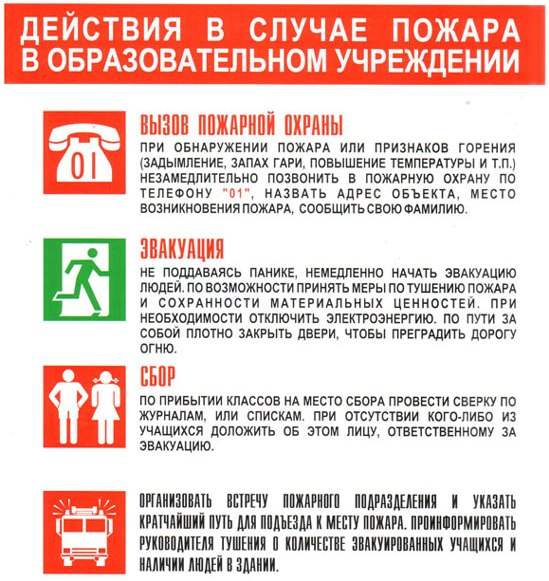 ДЕЙСТВИЯ В СЛУЧАЕ ПОЖАРА
В ОБРАЗОВАТЕЛЬНОМ УЧРЕЖДЕНИИ
ВЫЗОВ ПОЖАРНОЙ ОХРАНЫ
01
ПРИ ОБНАРУЖЕНИИ ПОЖАРА ИЛИ ПРИЗНАКОВ ГОРЕНИЯ
(ЗАДЫМЛЕНИЕ, ЗАПАХ ГАРИ, ПОВЫШЕНИЕ ТЕМПЕРАТУРЫ И Т.П.)
НЕЗАМЕДЛИТЕЛЬНО ПОЗВОНИТЬ В ПОЖАРНУЮ ОХРАНУ ПО
ТЕЛЕФОНУ "01", НАЗВАТЬ АДРЕС ОБЪЕКТА, МЕСТО
ВОЗНИКНОВЕНИЯ ПОЖАРА, СООБЩИТЬ СВОЮ ФАМИЛИЮ.
ЭВАКУАЦИЯ
НЕ ПОДДАВАЯСЬ ПАНИКЕ, НЕМЕДЛЕННО НАЧАТЬ ЭВАКУАЦИЮ
ЛЮДЕЙ. ПО ВОЗМОЖНОСТИ ПРИНЯТЬ МЕРЫ ПО ТУШЕНИЮ ПОЖАРА
И СОХРАННОСТИ МАТЕРИАЛЬНЫХ ЦЕННОСТЕЙ. ПРИ
НЕОБХОДИМОСТИ ОТКЛЮЧИТЬ ЭЛЕКТРОЭНЕРГИЮ. ПО ПУТИ ЗА
СОБОЙ ПЛОТНО ЗАКРЫТЬ ДВЕРИ, ЧТОБЫ ПРЕГРАДИТЬ ДОРОГУ
ОГНЮ.
СБОР
ПО ПРИБЫТИИ КЛАССОВ НА МЕСТО СБОРА ПРОВЕСТИ СВЕРКУ ПО
ЖУРНАЛАМ, ИЛИ СПИСКАМ. ПРИ ОТСУТСТВИИ КОГО-ЛИБО ИЗ
УЧАЩИХСЯ ДОЛОЖИТЬ ОБ ЭТОМ ЛИЦУ, ОТВЕТСТВЕННОМУ ЗА
ЭВАКУАЦИЮ.
ОРГАНИЗОВАТЬ ВСТРЕЧУ ПОЖАРНОГО ПОДРАЗДЕЛЕНИЯ И УКАЗАТЬ
КРАТЧАЙШИЙ ПУТЬ ДЛЯ ПОДЪЕЗДА К МЕСТУ ПОЖАРА. ПРОИНФОРМИРОВАТЬ
РУКОВОДИТЕЛЯ ТУШЕНИЯ О КОЛИЧЕСТВЕ ЭВАКУИРОВАННЫХ УЧАЩИХСЯ И
НАЛИЧИИ ЛЮДЕЙ В ЗДАНИИ.